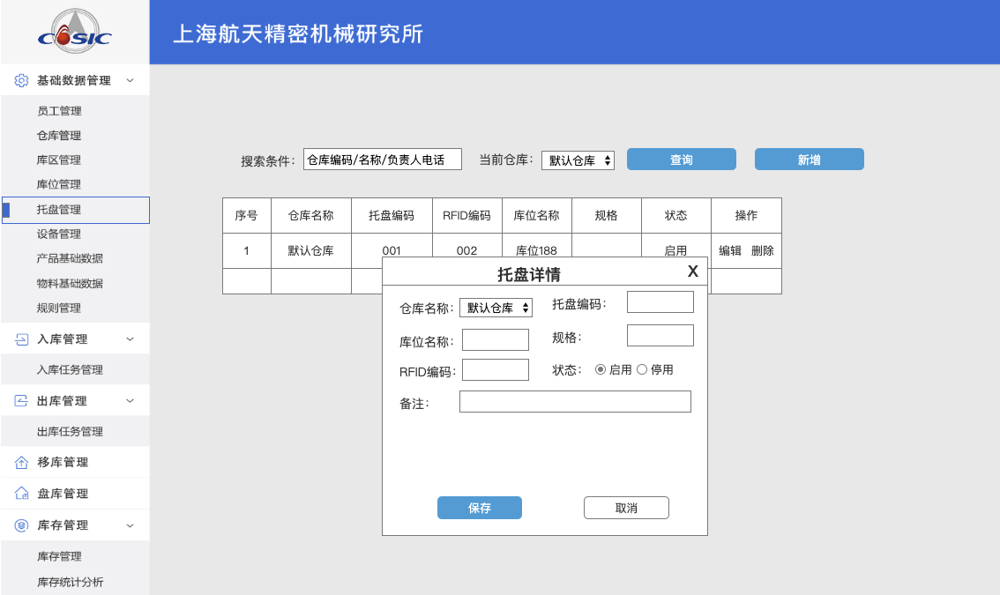 CASIC
上海航天精密机械研究所
基础数据管理
员工管理
仓库管理
库区管理
库位管理
托盘管理
设备管理
产品基础数据
物料基础数据
规则管理
入库管理
入库任务管理
出库管理
出库任务管理
移库管理
盘库管理
库存管理
库存管理
库存统计分析
搜索条件： 仓库编码/名称/负责人电话 当前仓库： 默认仓库 查询 新增
序号 仓库名称 托盘编码 RFID编码 库位名称 规格 状态 操作
1 默认仓库 001 002 库位188 启用 编辑 删除
托盘详情 X
仓库名称： 默认仓库 托盘编码：
库位名称： 规格：
RFID编码： 状态： 启用 停用
备注：
保存 取消